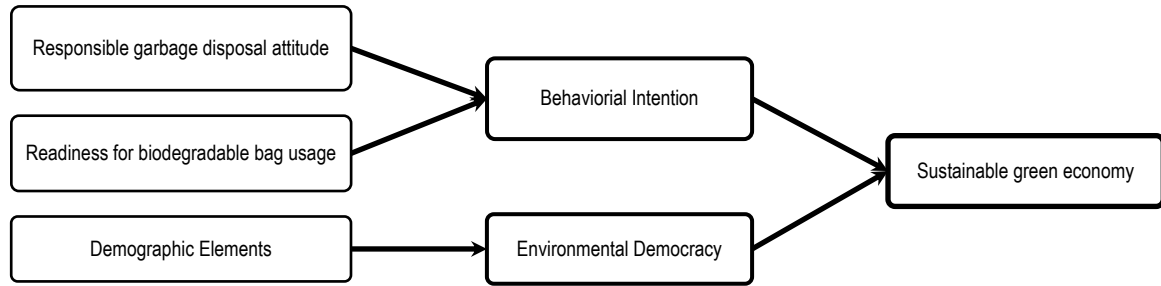 Responsible garbage disposal attitude
Readiness for biodegradable bag usage
Demographic Elements
Behaviorial Intention
Environmental Democracy
Sustainable green economy